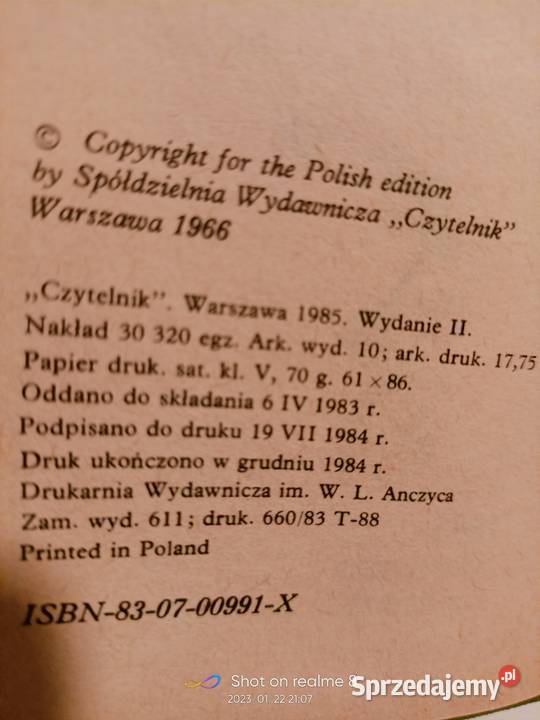 © Copyright for the Polish edition
by Spółdzielnia Wydawnicza „Czytelnik”
Warszawa 1966
„Czytelnik”. Warszawa 1985. Wydanie II.
Nakład 30 320 egz. Ark. wyd. 10; ark. druk. 17,75
Papier druk. sat. kl. V, 70 g. 61 × 86.
Oddano do składania 6 IV 1983 r.
Podpisano do druku 19 VII 1984 r.
Druk ukończono w grudniu 1984 r.
Drukarnia Wydawnicza im. W. L. Anczyca
Zam. wyd. 611; druk. 660/83 T-88
Printed in Poland
ISBN-83-07-00991-X
Shot on realme 8
2023.01.22 21:07
Sprzedajemy.pl